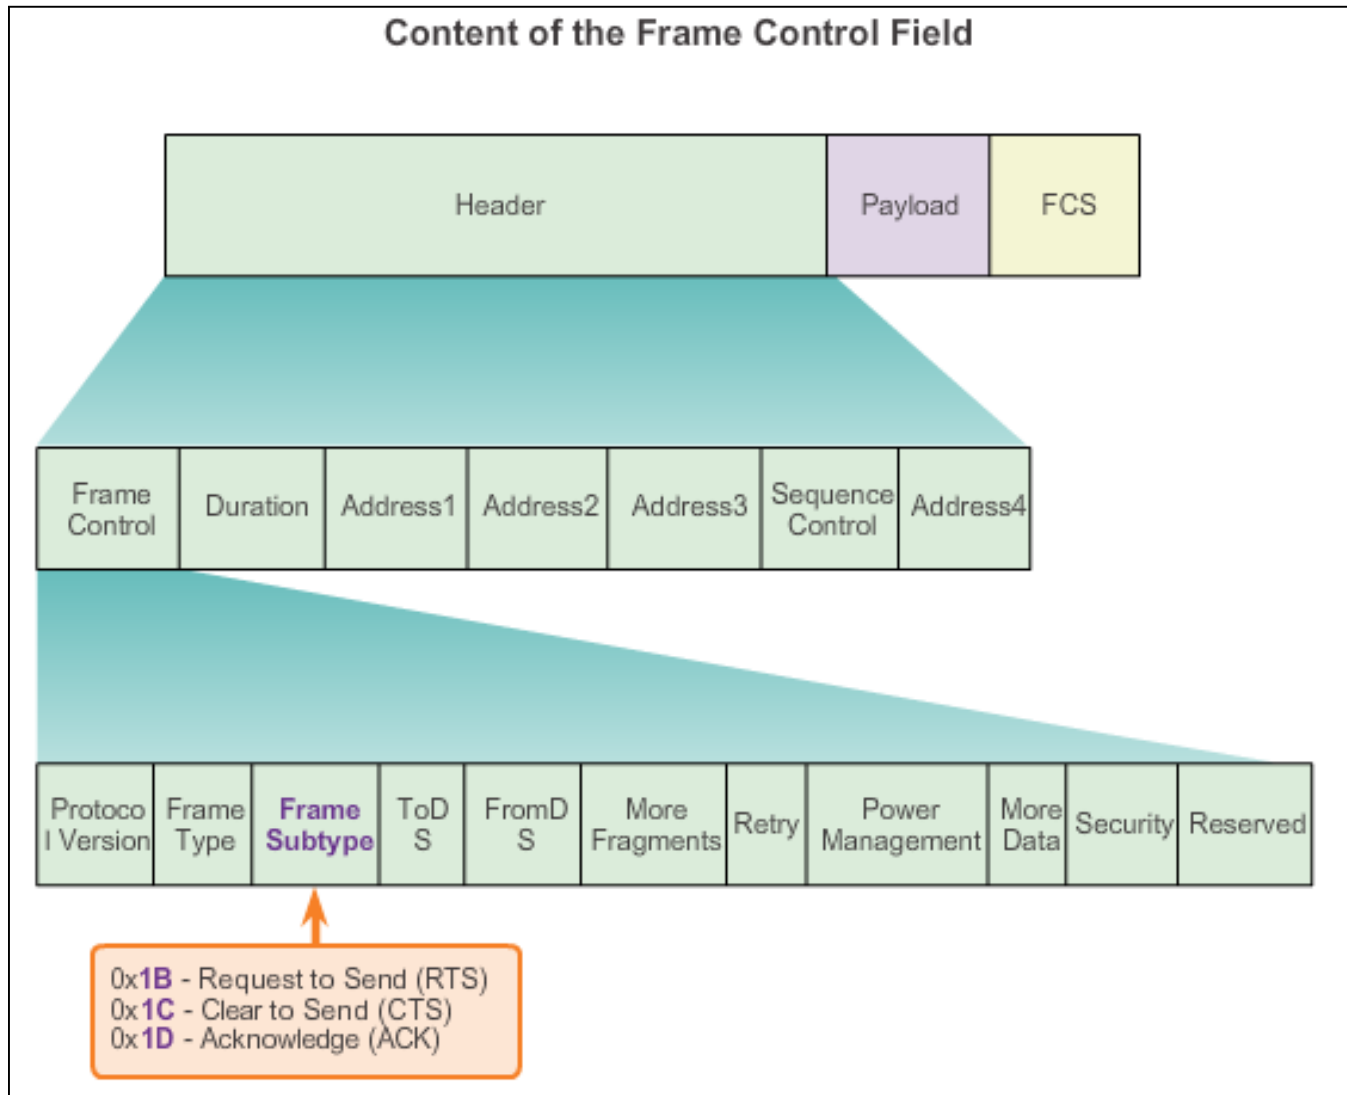 Content of the Frame Control Field
Header
Payload
FCS
Frame
Control
Duration
Address1
Address2
Address3
Sequence
Control
Address4
Protoco
l Version
Frame
Type
Frame
Subtype
ToD
S
FromD
S
More
Fragments
Retry
Power
Management
More
Data
Security
Reserved
0x1B - Request to Send (RTS)
0x1C - Clear to Send (CTS)
0x1D - Acknowledge (ACK)